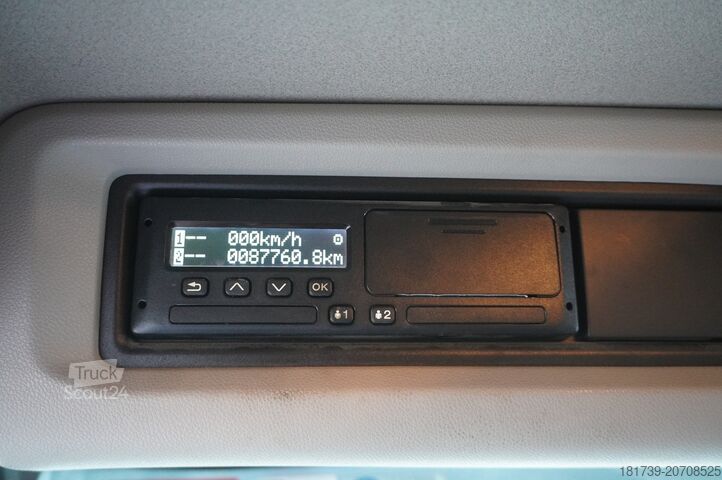 1-- 000km/h
2-- 0087760.8km
OK
1 2
Truck
Scout24
181739-20708525